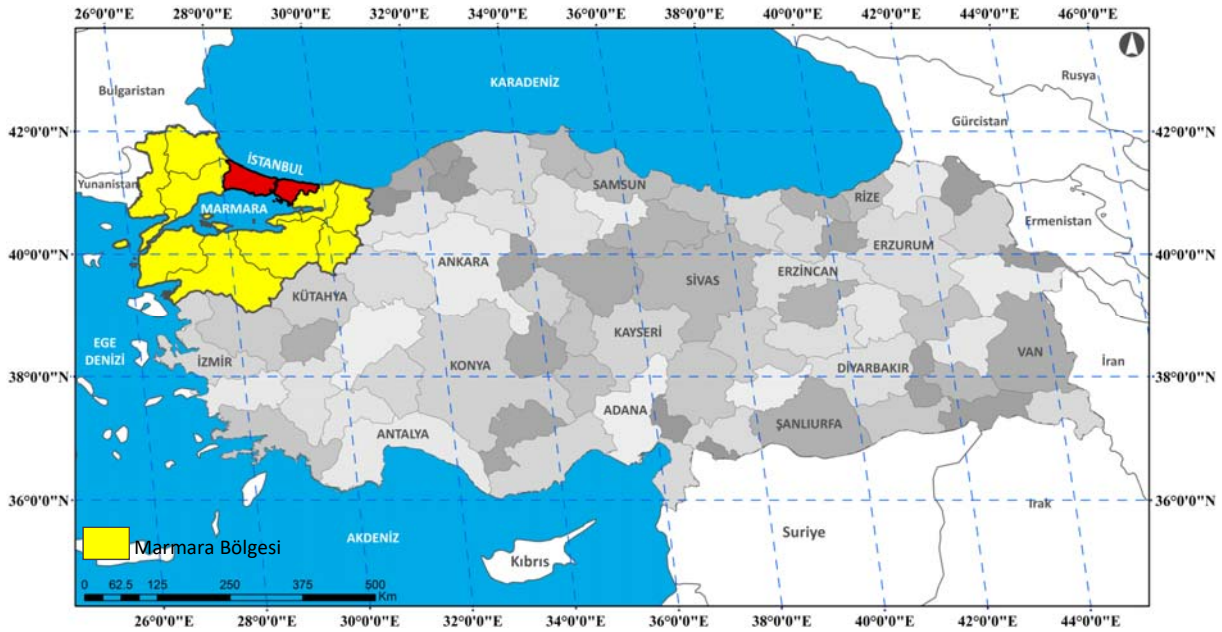 26°0'0"E 28°0'0"E 30°0'0"E 32°0'0"E 34°0'0"E 36°0'0"E 38°0'0"E 40°0'0"E 42°0'0"E 44°0'0"E 46°0'0"E
Rusya
Bulgaristan
KARADENİZ
Gürcistan
42°0'0"N 42°0'0"N
İSTANBUL
Yunanistan
SAMSUN
RİZE
MARMARA
Ermenistan
ERZURUM
40°0'0"N 40°0'0"N
ANKARA
ERZİNCAN
SİVAS
KÜTAHYA
KAYSERİ
EGE
DENİZİ
VAN
İZMİR
KONYA
DİYARBAKIR
İran
38°0'0"N 38°0'0"N
ADANA
ŞANLIURFA
ANTALYA
36°0'0"N 36°0'0"N
Irak
Suriye
AKDENİZ
Marmara Bölgesi
Kıbrıs
0 62.5 125 250 375 500
Km
26°0'0"E 28°0'0"E 30°0'0"E 32°0'0"E 34°0'0"E 36°0'0"E 38°0'0"E 40°0'0"E 42°0'0"E 44°0'0"E